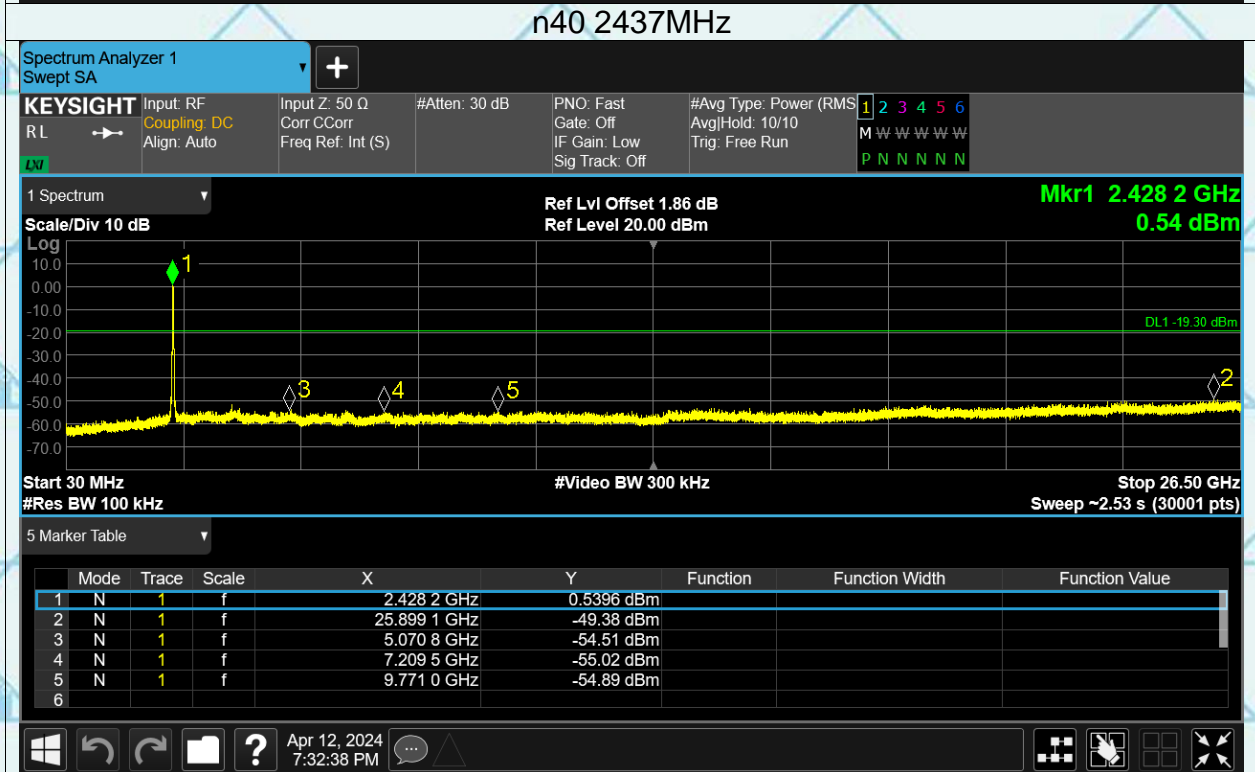 n40 2437MHz
Spectrum Analyzer 1
Swept SA
+
KEYSIGHT Input: RF Input Z: 50 Ω #Atten: 30 dB PNO: Fast #Avg Type: Power (RMS 1 2 3 4 5 6
R L Coupling: DC Corr CCorr Gate: Off Avg|Hold: 10/10 M W W W W W
Align: Auto Freq Ref: Int (S) IF Gain: Low Trig: Free Run
LXI Sig Track: Off P N N N N N
1 Spectrum Ref Lvl Offset 1.86 dB Mkr1 2.428 2 GHz
Scale/Div 10 dB Ref Level 20.00 dBm 0.54 dBm
Log
10.0 1
0.00
-10.0
DL1 -19.30 dBm
-20.0
-30.0
-40.0 3 4 5 2
-50.0
-60.0
-70.0
Start 30 MHz #Video BW 300 kHz Stop 26.50 GHz
#Res BW 100 kHz Sweep ~2.53 s (30001 pts)
5 Marker Table
Mode Trace Scale X Y Function Function Width Function Value
1 N 1 f 2.428 2 GHz 0.5396 dBm
2 N 1 f 25.899 1 GHz -49.38 dBm
3 N 1 f 5.070 8 GHz -54.51 dBm
4 N 1 f 7.209 5 GHz -55.02 dBm
5 N 1 f 9.771 0 GHz -54.89 dBm
6
? Apr 12, 2024
7:32:38 PM